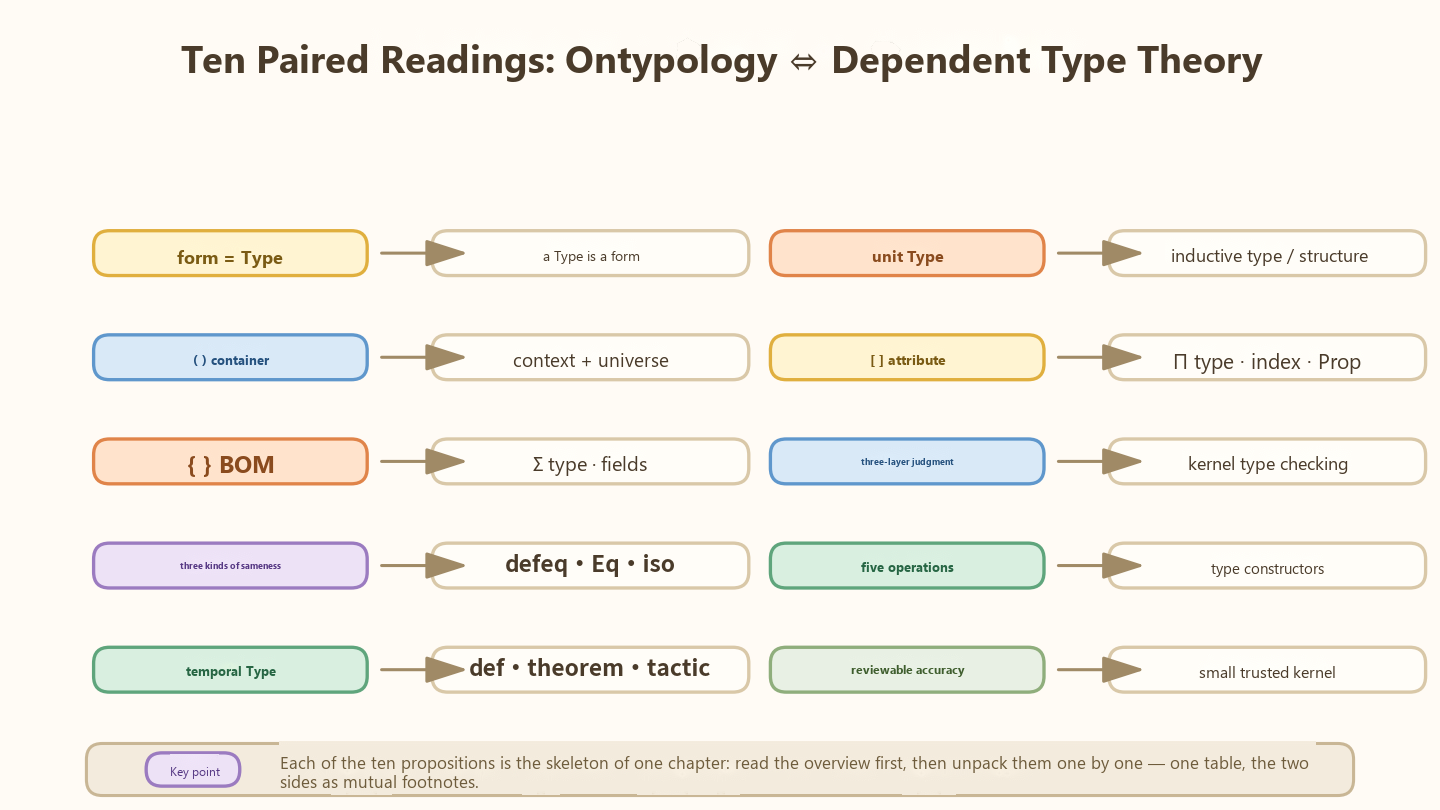 Ten Paired Readings: Ontypology ⇔ Dependent Type Theory
form = Type
a Type is a form
unit Type
inductive type / structure
( ) container
context + universe
[ ] attribute
Π type · index · Prop
{ } BOM
Σ type · fields
three-layer judgment
kernel type checking
three kinds of sameness
defeq • Eq • iso
five operations
type constructors
temporal Type
def • theorem • tactic
reviewable accuracy
small trusted kernel
Key point
Each of the ten propositions is the skeleton of one chapter: read the overview first, then unpack them one by one — one table, the two
sides as mutual footnotes.